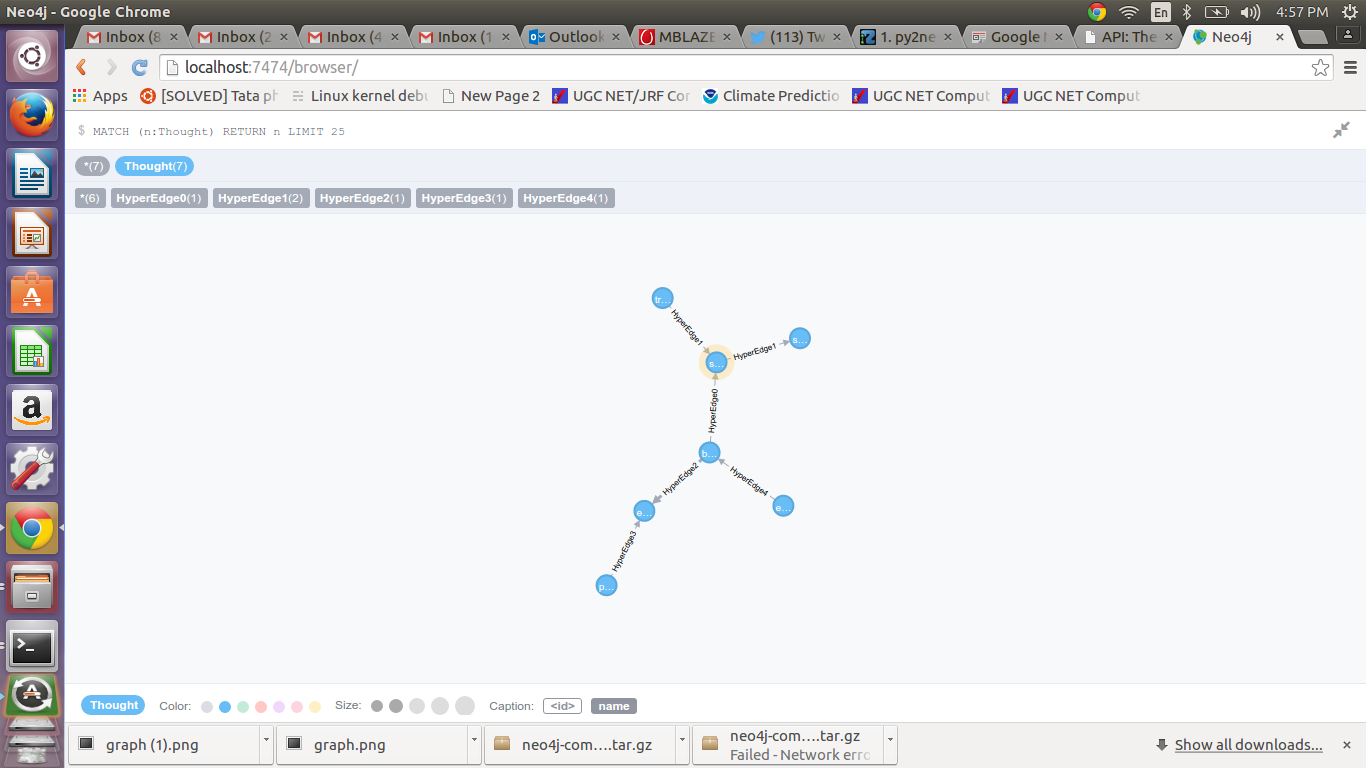 Neo4j - Google Chrome
En
4:57 PM
Inbox (8
Inbox (2
Inbox (4
Inbox (1
Outlook
MBLAZE
(113) Tw
1. py2ne
Google
API: The
Neo4j
localhost:7474/browser/
Apps
[SOLVED] Tata ph
Linux kernel debu
New Page 2
UGC NET/JRF Cor
Climate Predictio
UGC NET Comput
UGC NET Comput
$ MATCH (n:Thought) RETURN n LIMIT 25
*(7) Thought(7)
*(6) HyperEdge0(1) HyperEdge1(2) HyperEdge2(1) HyperEdge3(1) HyperEdge4(1)
tr...
HyperEdge1
s...
HyperEdge1
s...
HyperEdge0
b...
HyperEdge2
HyperEdge4
e...
e...
HyperEdge3
p...
Thought Color: Size: Caption: <id> name
graph (1).png
graph.png
neo4j-com....tar.gz
neo4j-com....tar.gz
Failed - Network erro
Show all downloads...